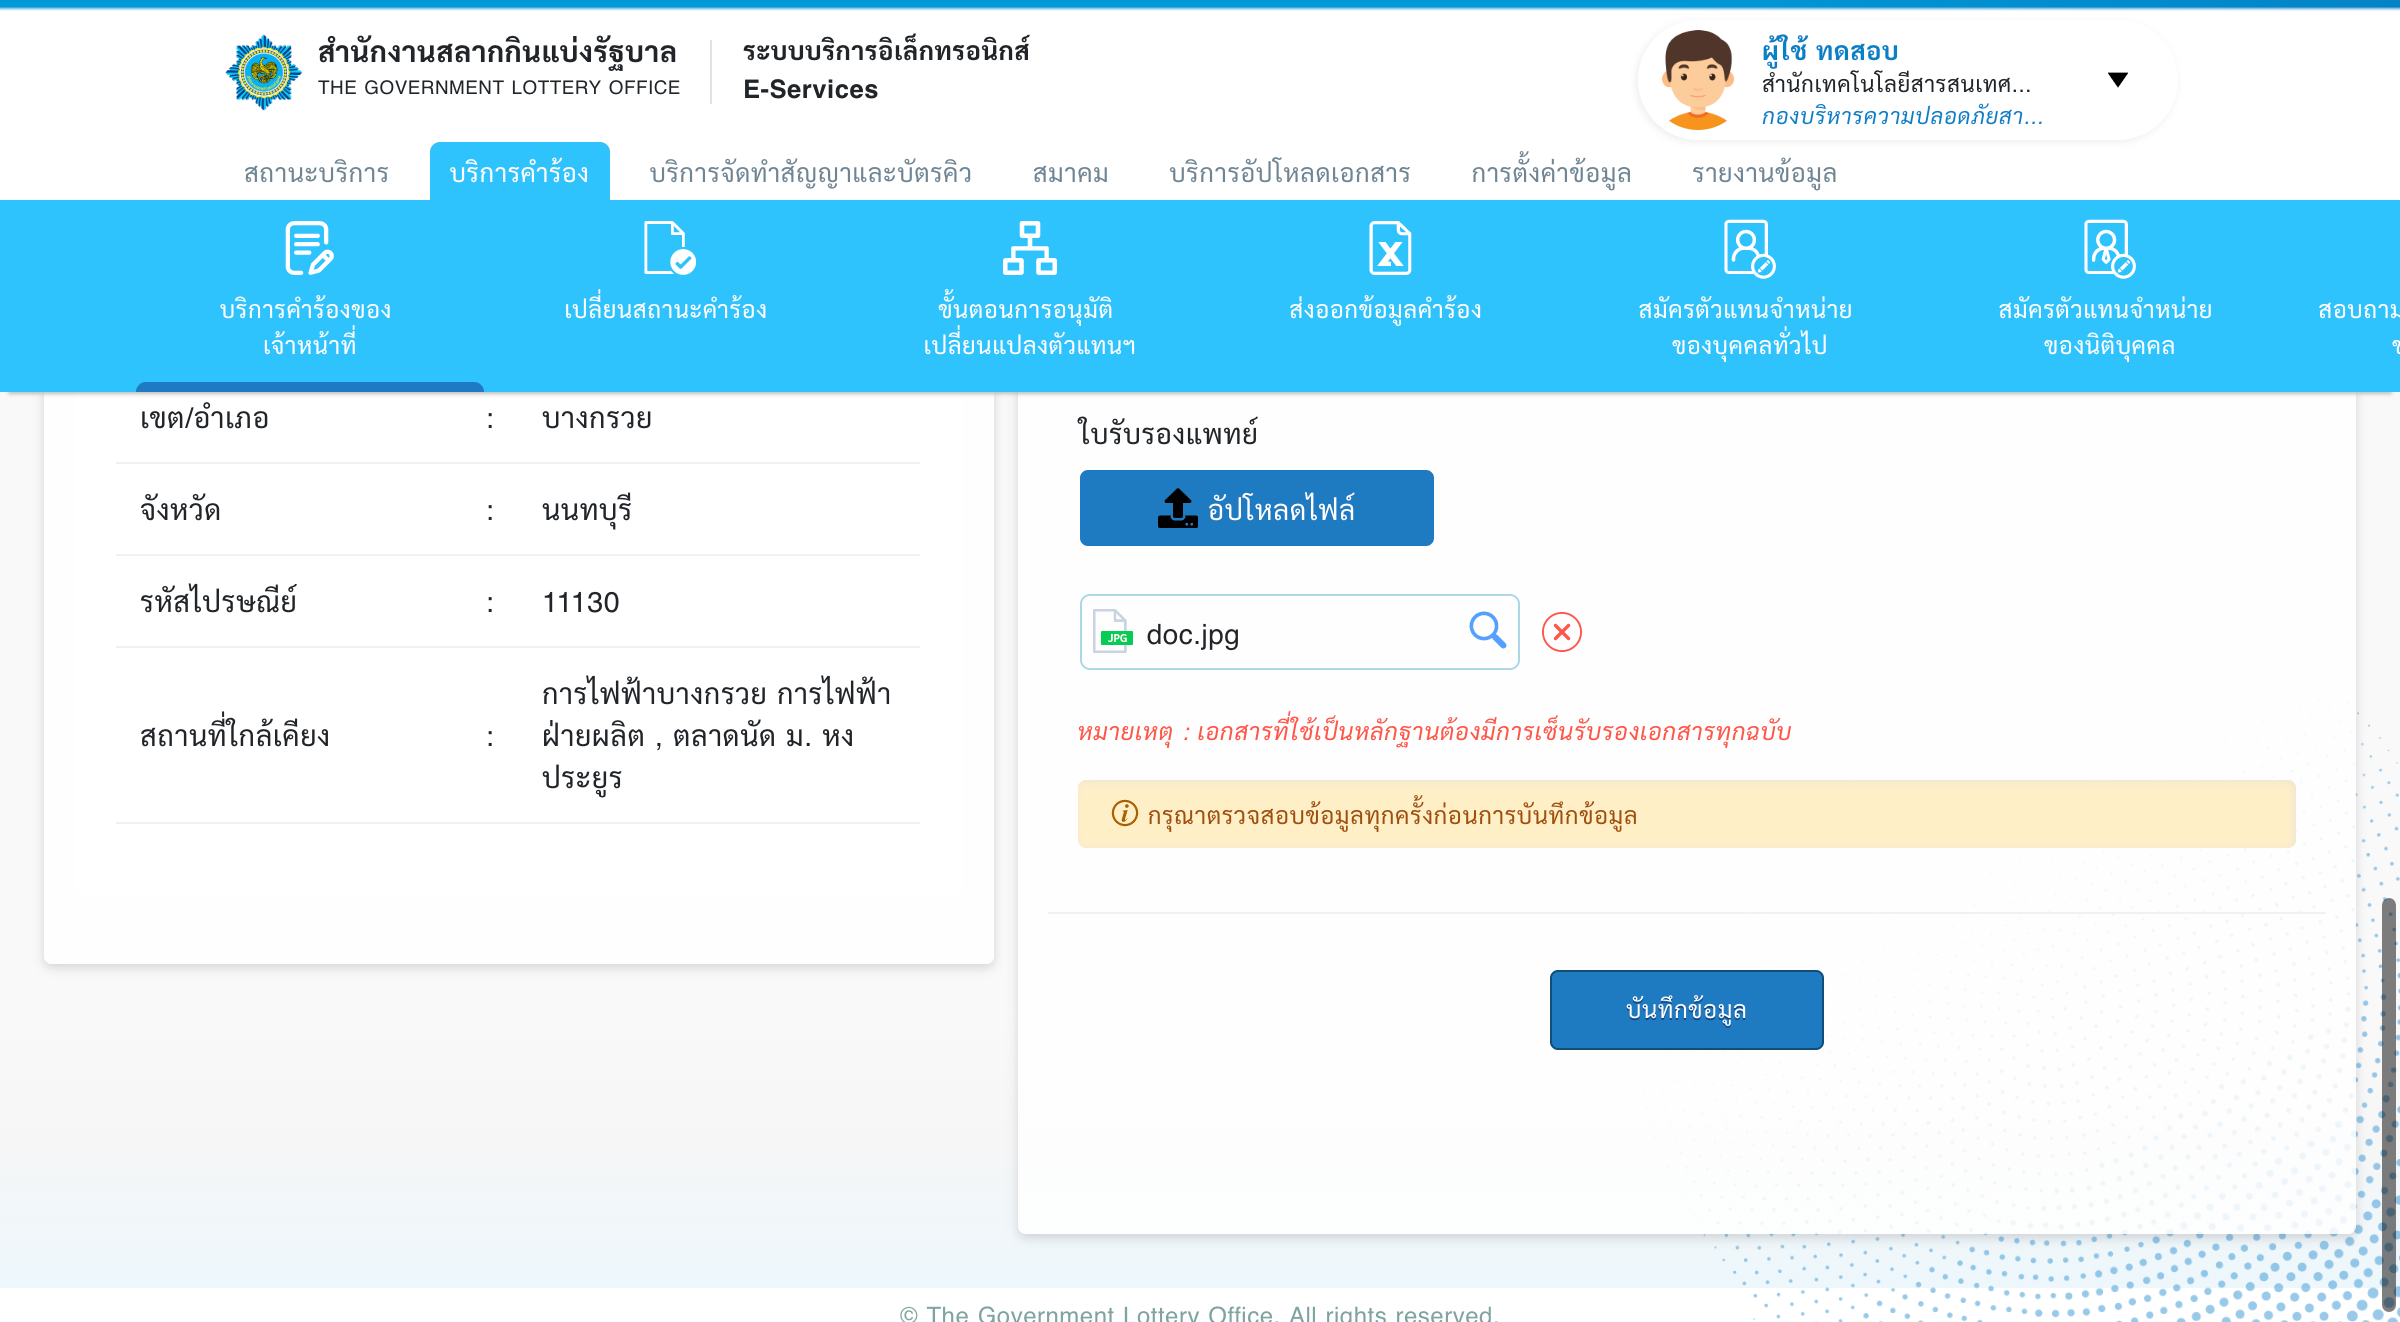 สำนักงานสลากกินแบ่งรัฐบาล
THE GOVERNMENT LOTTERY OFFICE
ระบบบริการอิเล็กทรอนิกส์
E-Services
ผู้ใช้ ทดสอบ
สำนักเทคโนโลยีสารสนเทศ...
กองบริหารความปลอดภัยสา...
สถานะบริการ
บริการคำร้อง
บริการจัดทำสัญญาและบัตรคิว
สมาคม
บริการอัปโหลดเอกสาร
การตั้งค่าข้อมูล
รายงานข้อมูล
บริการคำร้องของ
เจ้าหน้าที่
เปลี่ยนสถานะคำร้อง
ขั้นตอนการอนุมัติ
เปลี่ยนแปลงตัวแทนฯ
ส่งออกข้อมูลคำร้อง
สมัครตัวแทนจำหน่าย
ของบุคคลทั่วไป
สมัครตัวแทนจำหน่าย
ของนิติบุคคล
สอบถาม
เขต/อำเภอ : บางกรวย
จังหวัด : นนทบุรี
รหัสไปรษณีย์ : 11130
สถานที่ใกล้เคียง : การไฟฟ้าบางกรวย การไฟฟ้า
ฝ่ายผลิต , ตลาดนัด ม. หง
ประยูร
ใบรับรองแพทย์
อัปโหลดไฟล์
JPG doc.jpg
หมายเหตุ : เอกสารที่ใช้เป็นหลักฐานต้องมีการเซ็นรับรองเอกสารทุกฉบับ
กรุณาตรวจสอบข้อมูลทุกครั้งก่อนการบันทึกข้อมูล
บันทึกข้อมูล
© The Government Lottery Office. All rights reserved.